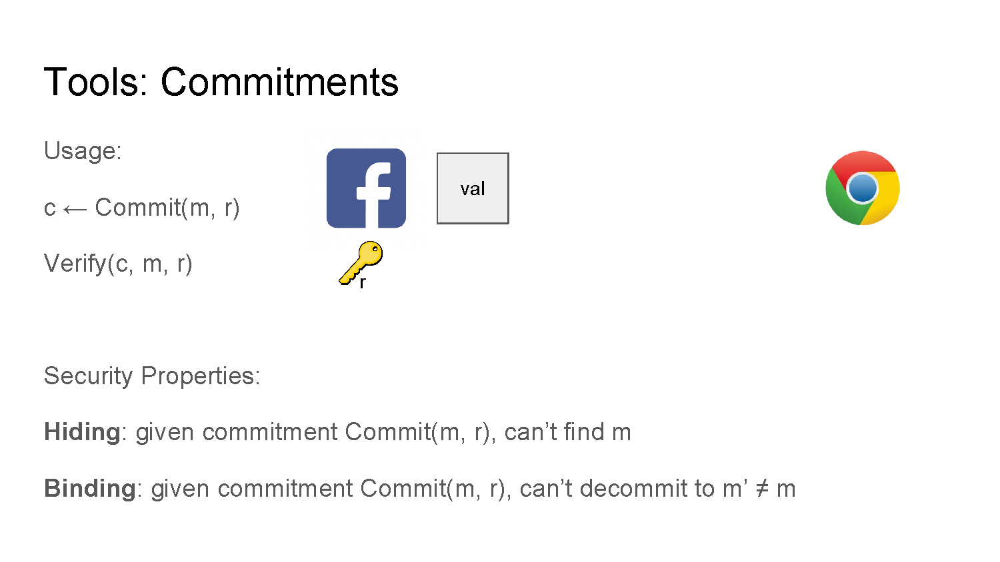 Tools: Commitments
Usage:
c ← Commit(m, r)
Verify(c, m, r)
val
r
Security Properties:
Hiding: given commitment Commit(m, r), can’t find m
Binding: given commitment Commit(m, r), can’t decommit to m’ ≠ m